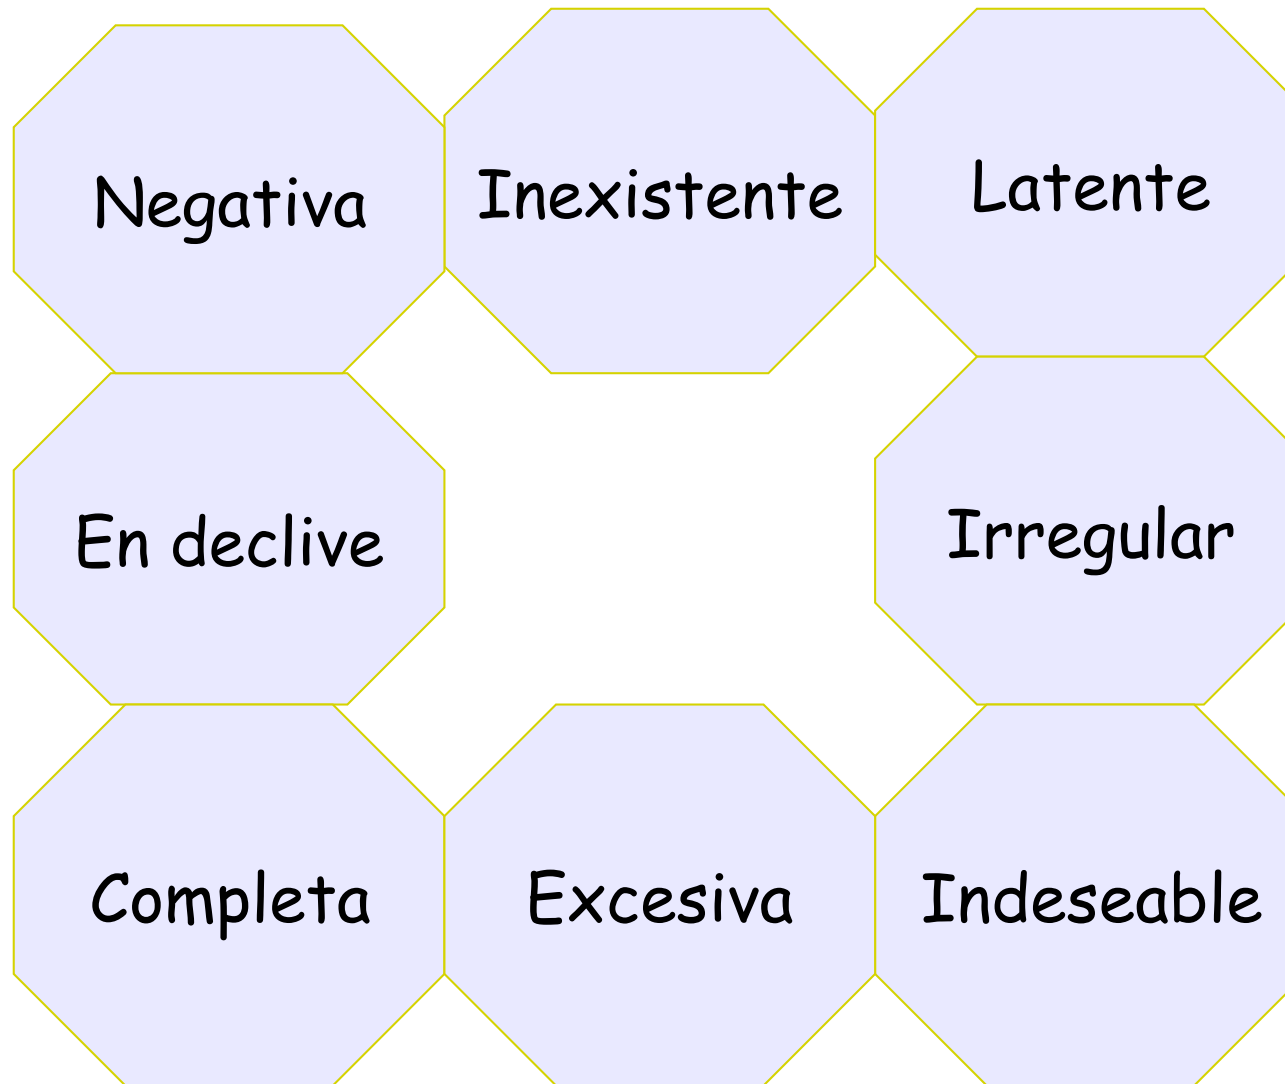 Negativa
Inexistente
Latente
En declive
Irregular
Completa
Excesiva
Indeseable